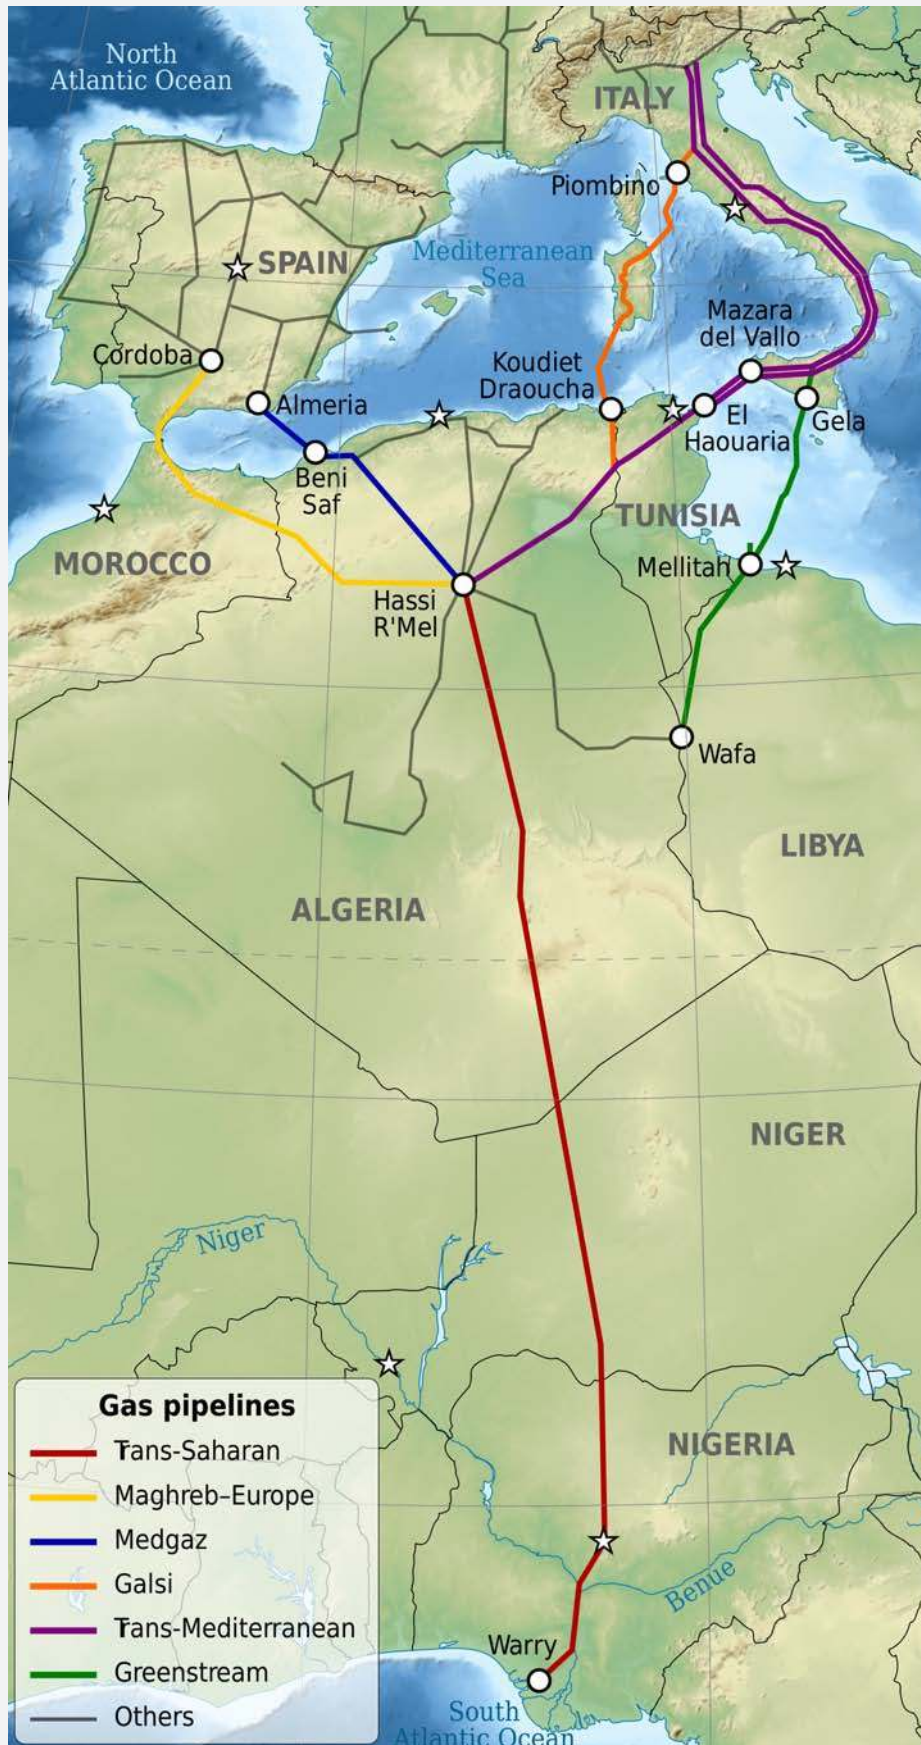 North
Atlantic Ocean
ITALY
Piombino
Mediterranean
Sea
SPAIN
Mazara
del Vallo
Cordoba
Koudiet
Draoucha
Almeria
El
Haouaria
Gela
Beni
Saf
TUNISIA
MOROCCO
Mellitah
Hassi
R'Mel
Wafa
LIBYA
ALGERIA
NIGER
Niger
Gas pipelines
Trans-Saharan
Maghreb–Europe
Medgaz
Galsi
Trans-Mediterranean
Greenstream
Others
NIGERIA
Benue
Warry
South
Atlantic Ocean